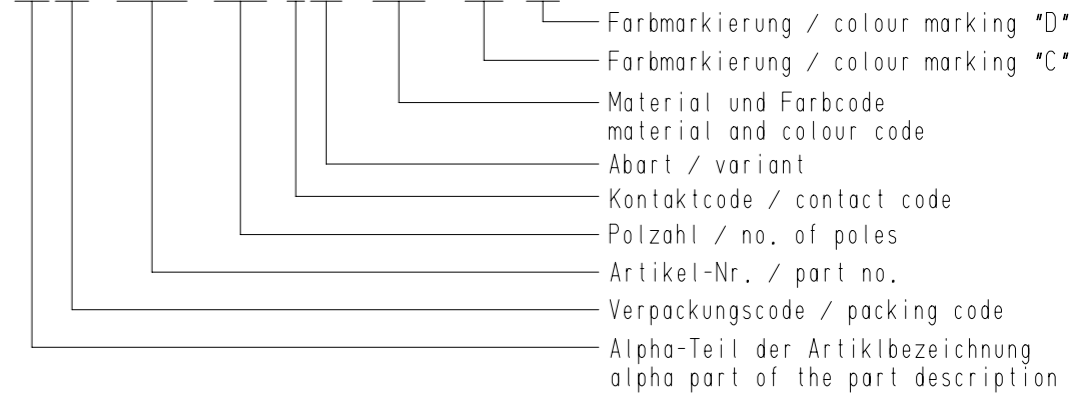 Farbmarkierung / colour marking "D"
Farbmarkierung / colour marking "C"
Material und Farbcode
material and colour code
Abart / variant
Kontaktcode / contact code
Polzahl / no. of poles
Artikel-Nr. / part no.
Verpackungscode / packing code
Alpha-Teil der Artiklbezeichnung
alpha part of the part description